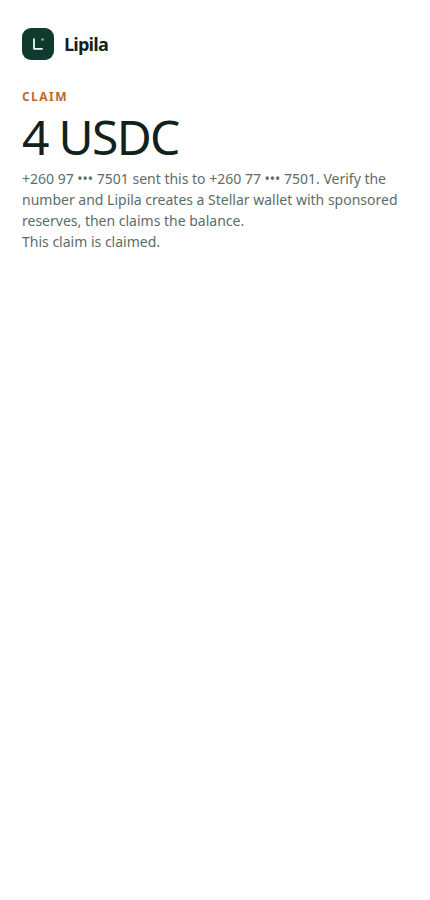 Lipila
CLAIM
4 USDC
+260 97 ••• 7501 sent this to +260 77 ••• 7501. Verify the
number and Lipila creates a Stellar wallet with sponsored
reserves, then claims the balance.
This claim is claimed.